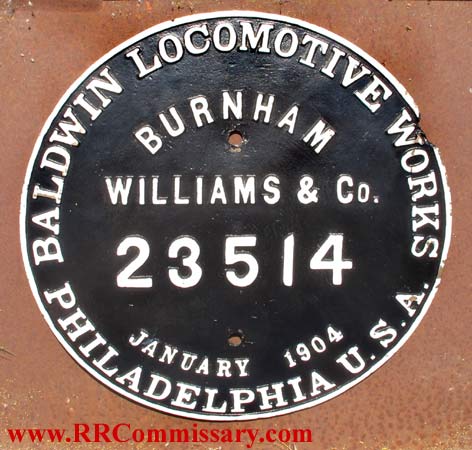 BALDWIN LOCOMOTIVE WORKS
BURNHAM
WILLIAMS & Co.
23514
JANUARY 1904
PHILADELPHIA U.S.A.
www.RRCommissary.com